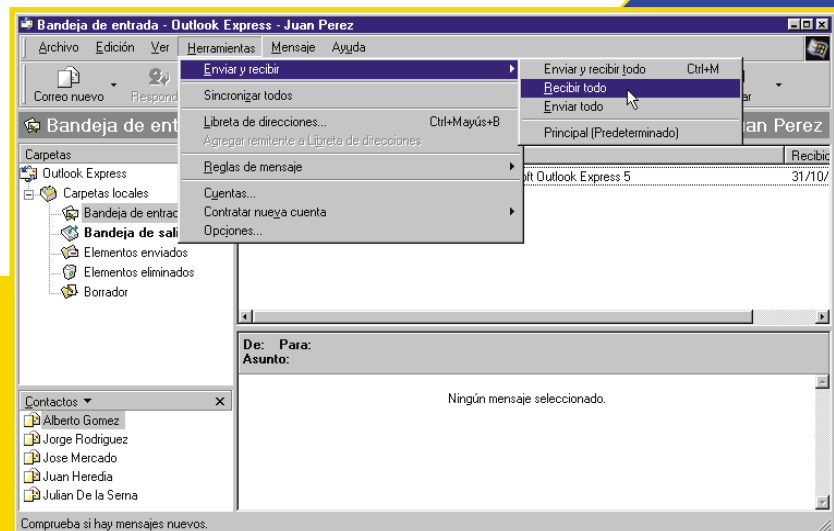 Bandeja de entrada - Outlook Express - Juan Perez
Archivo Edición Ver Herramientas Mensaje Ayuda
Correo nuevo
Enviar y recibir
Sincronizar todos
Libreta de direcciones... Ctrl+Mayús+B
Agregar remitente a Libreta de direcciones
Reglas de mensaje
Cuentas...
Contratar nueva cuenta
Opciones...
Enviar y recibir todo Ctrl+M
Recibir todo
Enviar todo
Principal (Predeterminado)
Bandeja de ent
Juan Perez
Carpetas
Outlook Express
Carpetas locales
Bandeja de entrad
Bandeja de sali
Elementos enviados
Elementos eliminados
Borrador
Recibid
Outlook Express 5 31/10/
De: Para:
Asunto:
Ningún mensaje seleccionado.
Contactos
Alberto Gomez
Jorge Rodriguez
Jose Mercado
Juan Heredia
Julian De la Serna
Comprueba si hay mensajes nuevos.